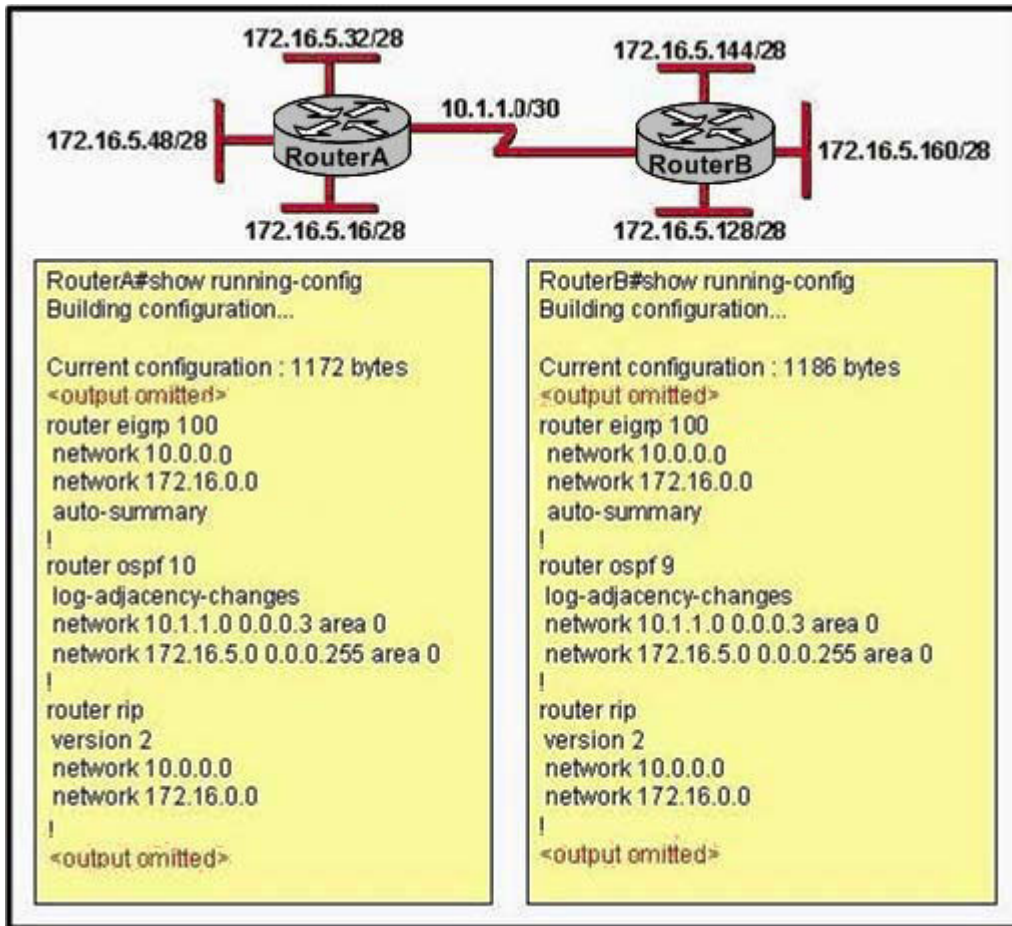 172.16.5.32/28
172.16.5.144/28
10.1.1.0/30
172.16.5.48/28
RouterA
RouterB
172.16.5.160/28
172.16.5.16/28
172.16.5.128/28
RouterA#show running-config
Building configuration...
Current configuration : 1172 bytes
<output omitted>
router eigrp 100
network 10.0.0.0
network 172.16.0.0
auto-summary
!
router ospf 10
log-adjacency-changes
network 10.1.1.0 0.0.0.3 area 0
network 172.16.5.0 0.0.0.255 area 0
!
router rip
version 2
network 10.0.0.0
network 172.16.0.0
!
<output omitted>
RouterB#show running-config
Building configuration...
Current configuration : 1186 bytes
<output omitted>
router eigrp 100
network 10.0.0.0
network 172.16.0.0
auto-summary
!
router ospf 9
log-adjacency-changes
network 10.1.1.0 0.0.0.3 area 0
network 172.16.5.0 0.0.0.255 area 0
!
router rip
version 2
network 10.0.0.0
network 172.16.0.0
!
<output omitted>